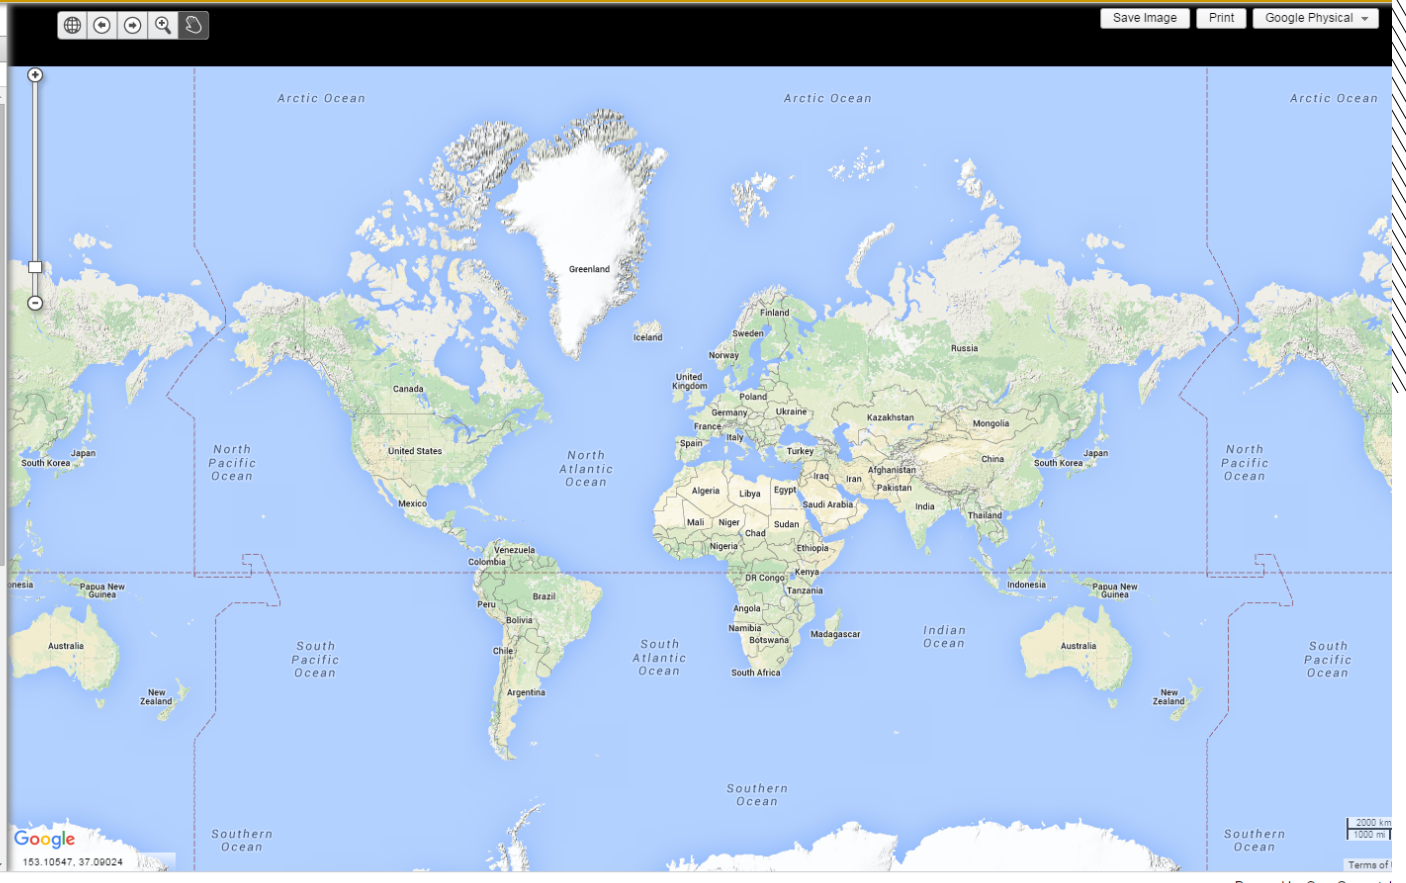 Save Image
Print
Google Physical
Arctic Ocean
Arctic Ocean
Arctic Ocean
Greenland
Finland
Iceland
Sweden
Russia
Norway
United
Kingdom
Canada
Poland
Germany
Ukraine
Kazakhstan
France
Mongolia
Italy
Spain
United States
Turkey
North
Pacific
Ocean
North
Atlantic
Ocean
North
Pacific
Ocean
Japan
South Korea
China
Japan
South Korea
Afghanistan
Iraq
Iran
Pakistan
Algeria
Libya
Egypt
Saudi Arabia
India
Mexico
Thailand
Mali
Niger
Chad
Sudan
Nigeria
Ethiopia
Venezuela
Colombia
Kenya
DR Congo
Tanzania
nesia
Papua New
Guinea
Indonesia
Papua New
Guinea
Brazil
Peru
Angola
Bolivia
Namibia
Botswana
Madagascar
Indian
Ocean
Australia
South
Pacific
Ocean
Chile
South
Atlantic
Ocean
Australia
South
Pacific
Ocean
South Africa
New
Zealand
Argentina
New
Zealand
Southern
Ocean
Google
Southern
Ocean
2000 km
1000 mi
Southern
Ocean
153.10547, 37.09024
Terms of